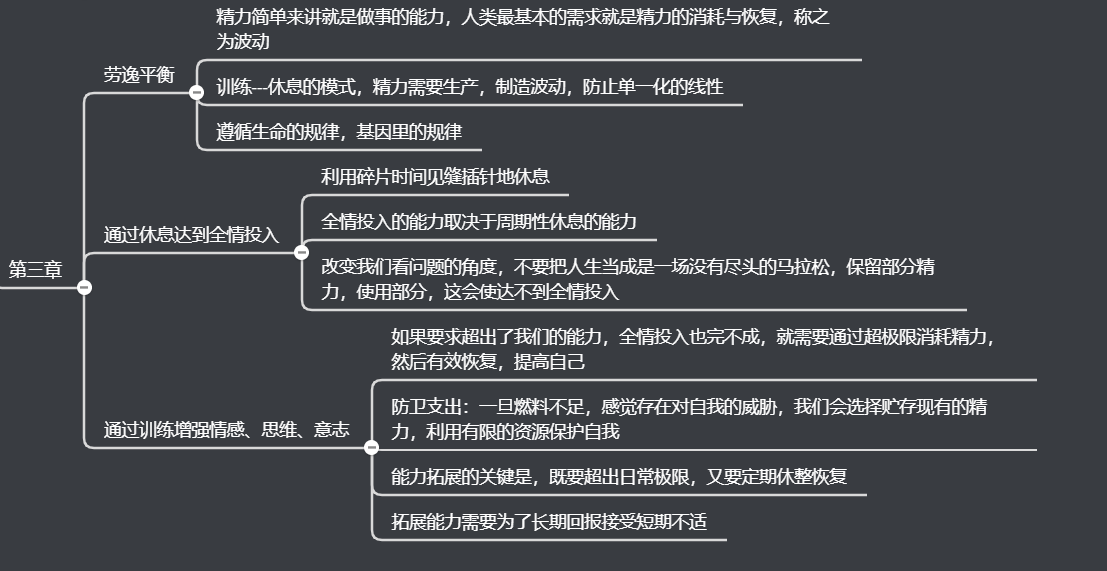 精力简单来讲就是做事的能力，人类最基本的需求就是精力的消耗与恢复，称之
为波动
劳逸平衡
训练---休息的模式，精力需要生产，制造波动，防止单一化的线性
遵循生命的规律，基因里的规律
利用碎片时间见缝插针地休息
全情投入的能力取决于周期性休息的能力
通过休息达到全情投入
改变我们看问题的角度，不要把人生当成是一场没有尽头的马拉松，保留部分精
力，使用部分，这会使达不到全情投入
第三章
如果要求超出了我们的能力，全情投入也完不成，就需要通过超极限消耗精力，
然后有效恢复，提高自己
防卫支出：一旦燃料不足，感觉存在对自我的威胁，我们会选择贮存现有的精
力，利用有限的资源保护自我
通过训练增强情感、思维、意志
能力拓展的关键是，既要超出日常极限，又要定期休整恢复
拓展能力需要为了长期回报接受短期不适